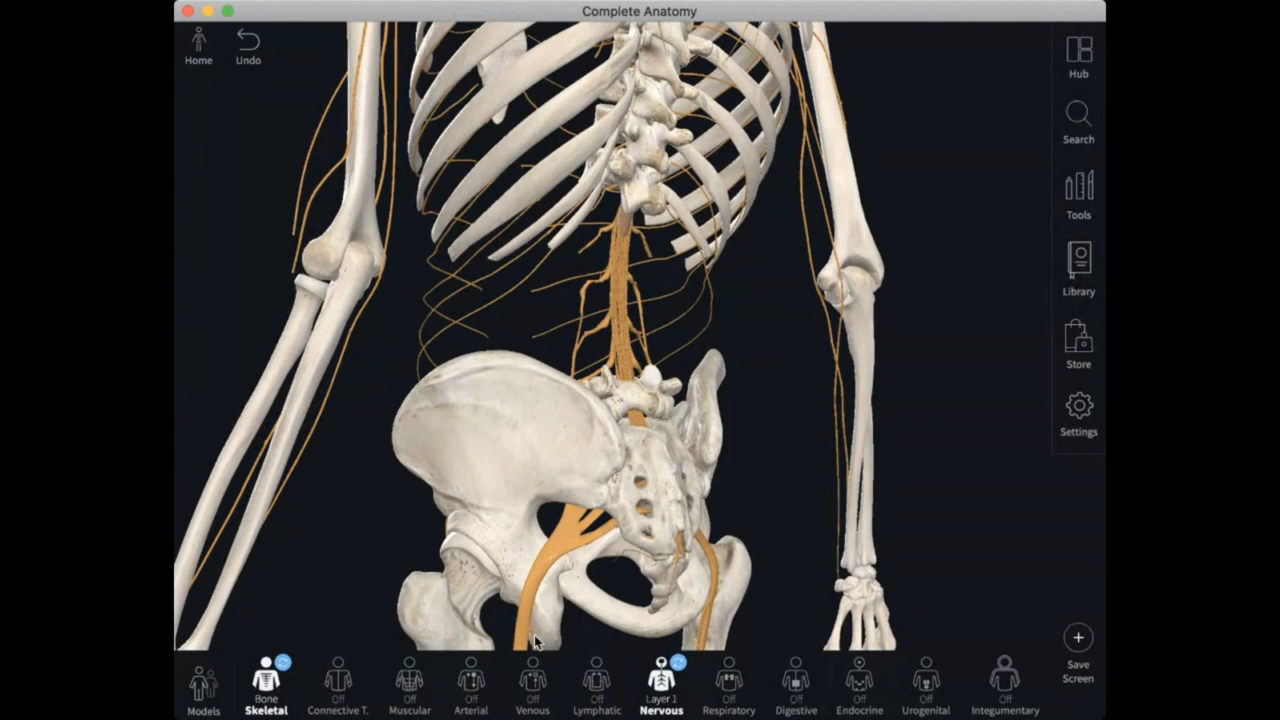 Complete Anatomy
Home
Undo
Hub
Search
Tools
Library
Store
Settings
Save
Screen
Models
Bone
Skeletal
Off
Connective T.
Off
Muscular
Off
Arterial
Off
Venous
Off
Lymphatic
Layer 1
Nervous
Off
Respiratory
Off
Digestive
Off
Endocrine
Off
Urogenital
Off
Integumentary